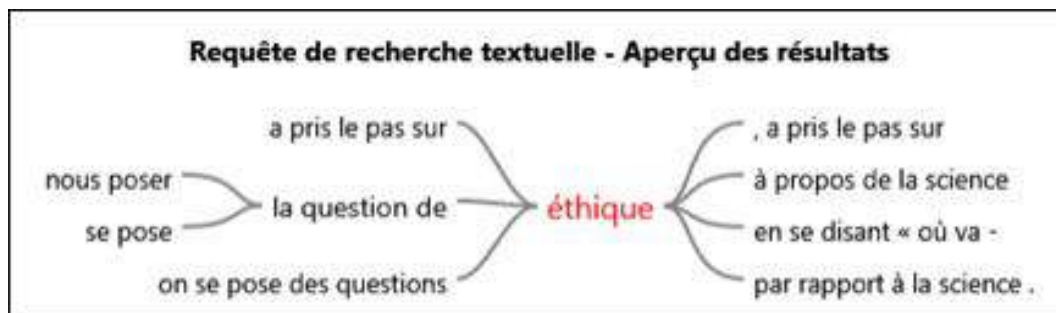 Requête de recherche textuelle - Aperçu des résultats
a pris le pas sur
nous poser
se pose
la question de
on se pose des questions
éthique
, a pris le pas sur
à propos de la science
en se disant « où va -
par rapport à la science .